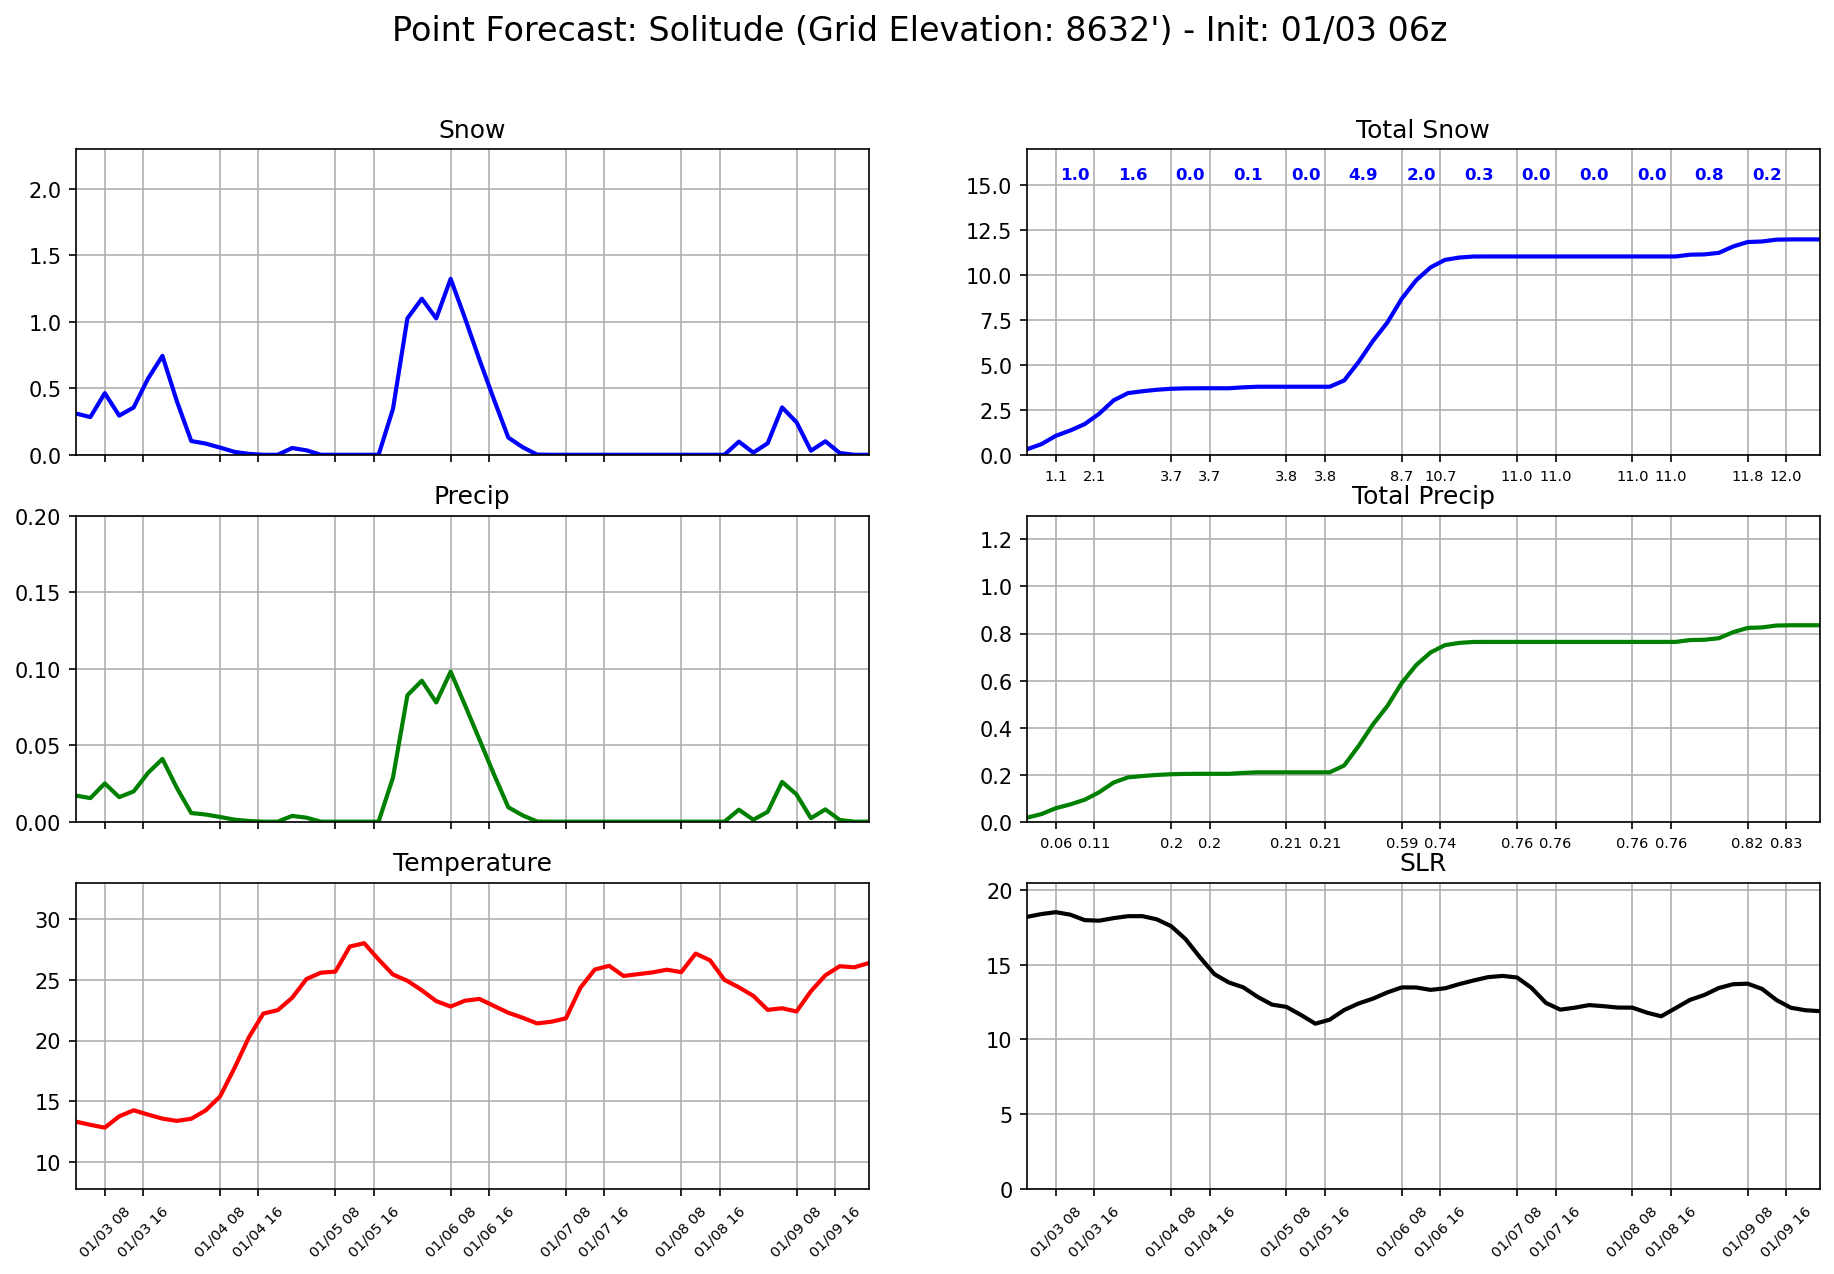 Point Forecast: Solitude (Grid Elevation: 8632') - Init: 01/03 06z
Snow
2.0
1.5
1.0
0.5
0.0
Total Snow
1.0 1.6 0.0 0.1 0.0 4.9 2.0 0.3 0.0 0.0 0.0 0.8 0.2
15.0
12.5
10.0
7.5
5.0
2.5
0.0
1.1 2.1 3.7 3.7 3.8 3.8 8.7 10.7 11.0 11.0 11.0 11.0 11.8 12.0
Precip
0.20
0.15
0.10
0.05
0.00
Total Precip
1.2
1.0
0.8
0.6
0.4
0.2
0.0
0.06 0.11 0.2 0.2 0.21 0.21 0.59 0.74 0.76 0.76 0.76 0.76 0.82 0.83
Temperature
30
25
20
15
10
01/03 08 01/03 16 01/04 08 01/04 16 01/05 08 01/05 16 01/06 08 01/06 16 01/07 08 01/07 16 01/08 08 01/08 16 01/09 08 01/09 16
SLR
20
15
10
5
0
01/03 08 01/03 16 01/04 08 01/04 16 01/05 08 01/05 16 01/06 08 01/06 16 01/07 08 01/07 16 01/08 08 01/08 16 01/09 08 01/09 16